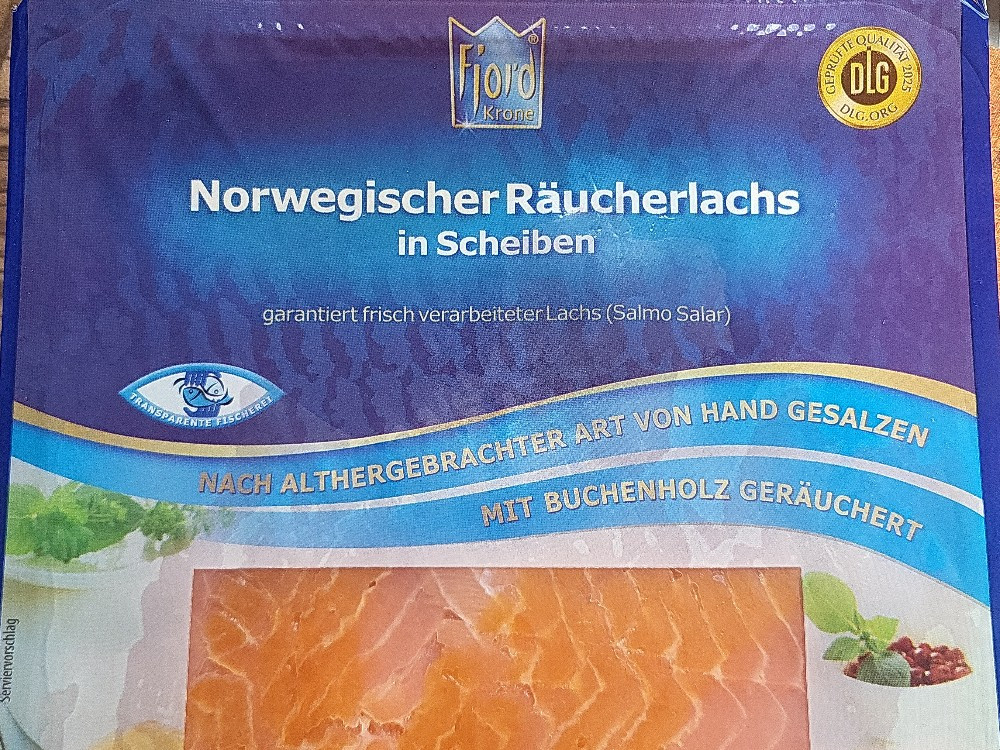 Fjord®
Krone
GEPRÜFTE QUALITÄT 2025
DLG
DLG.ORG
Norwegischer Räucherlachs
in Scheiben
garantiert frisch verarbeiteter Lachs (Salmo Salar)
TRANSPARENTE FISCHEREI
NACH ALTHERGEBRACHTER ART VON HAND GESALZEN
MIT BUCHENHOLZ GERÄUCHERT
Serviervorschlag